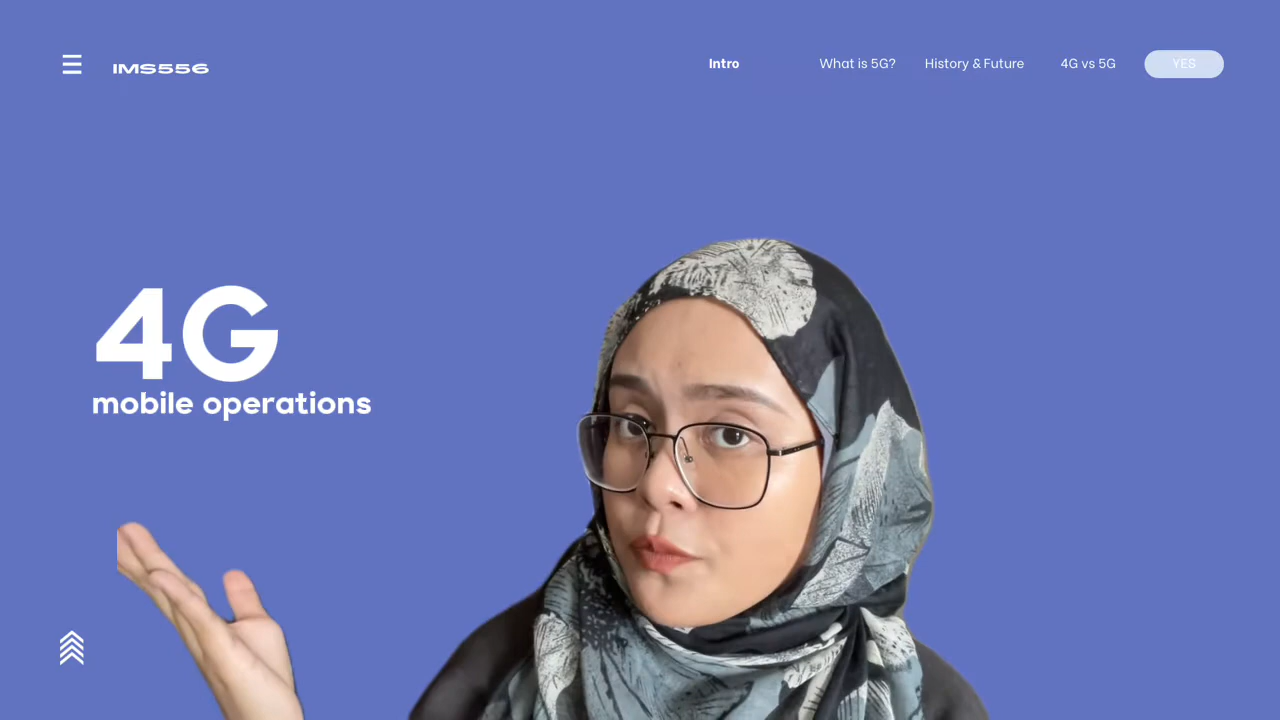 IMS556
Intro
What is 5G?
History & Future
4G vs 5G
YES
4G
mobile operations